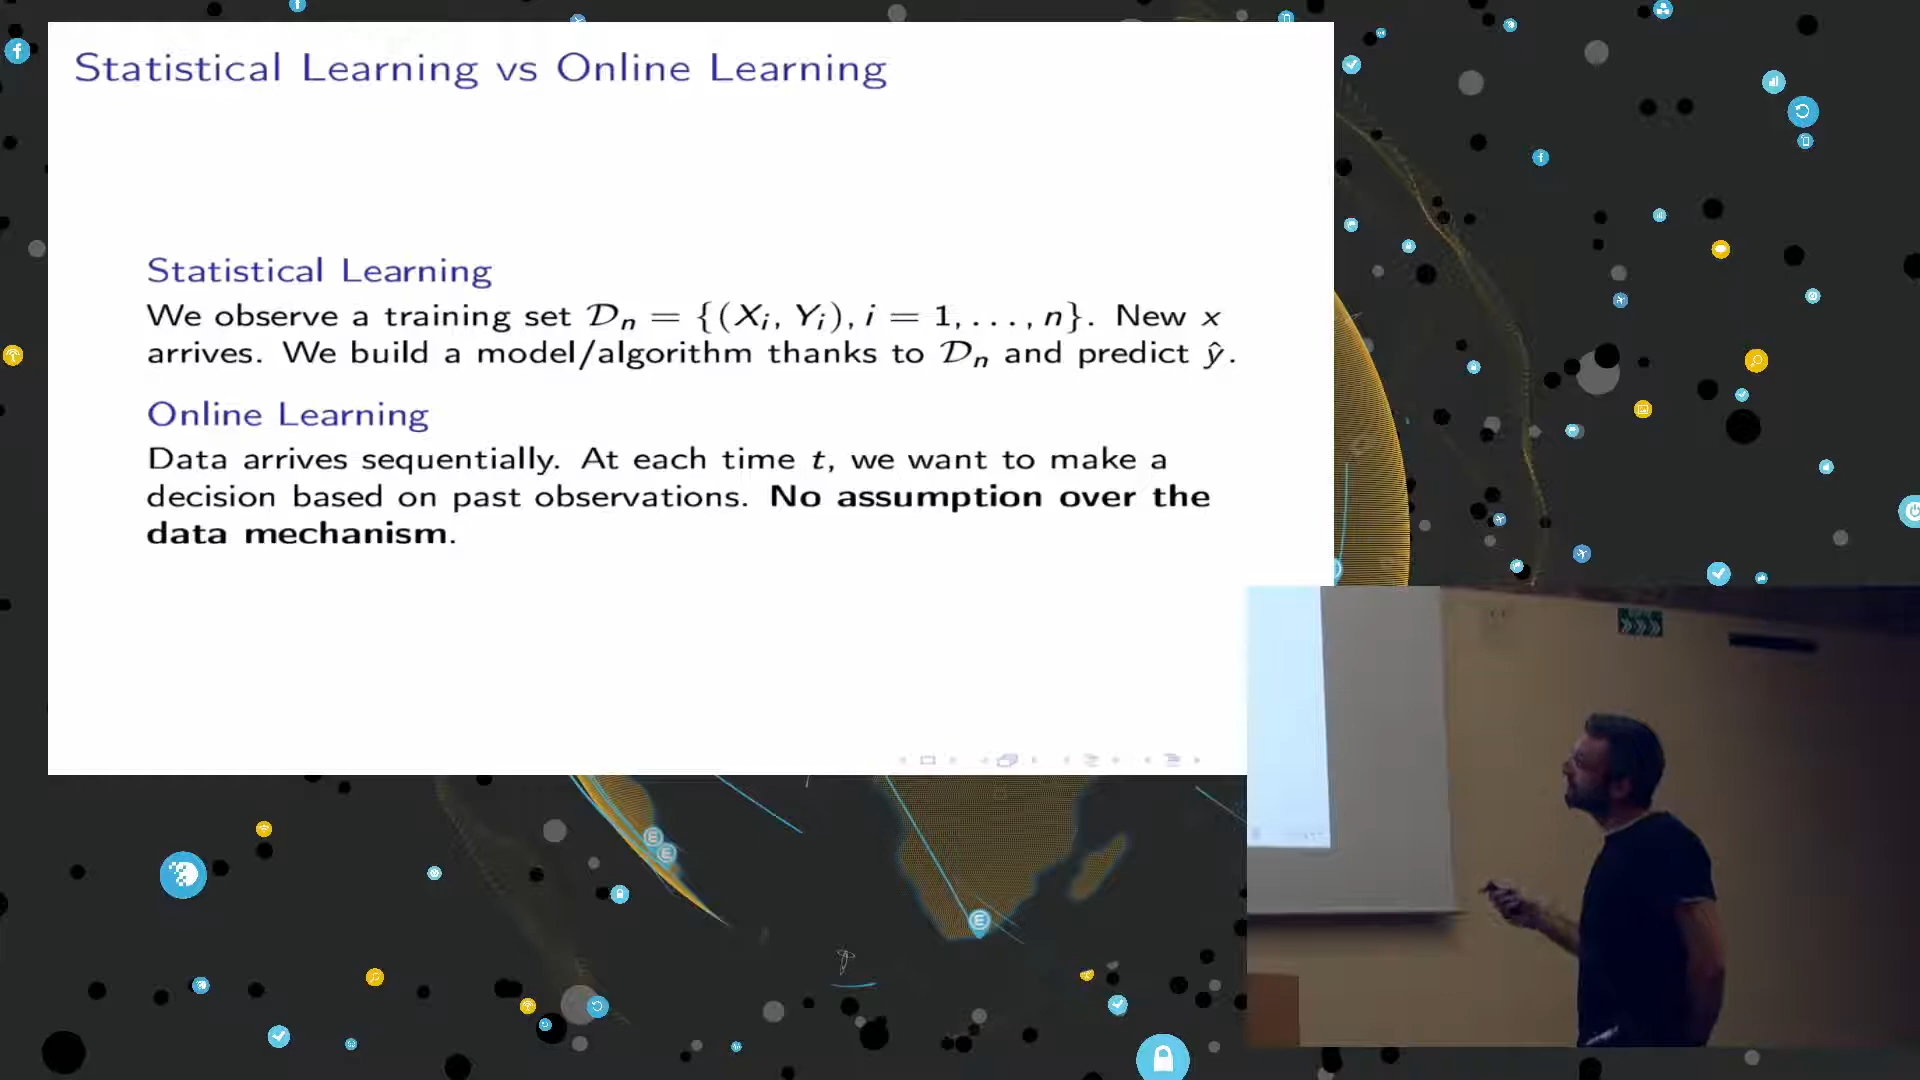 Statistical Learning vs Online Learning
Statistical Learning
We observe a training set 𝒟ₙ = {(Xᵢ, Yᵢ), i = 1, . . . , n}. New x
arrives. We build a model/algorithm thanks to 𝒟ₙ and predict ŷ.
Online Learning
Data arrives sequentially. At each time t, we want to make a
decision based on past observations. No assumption over the
data mechanism.